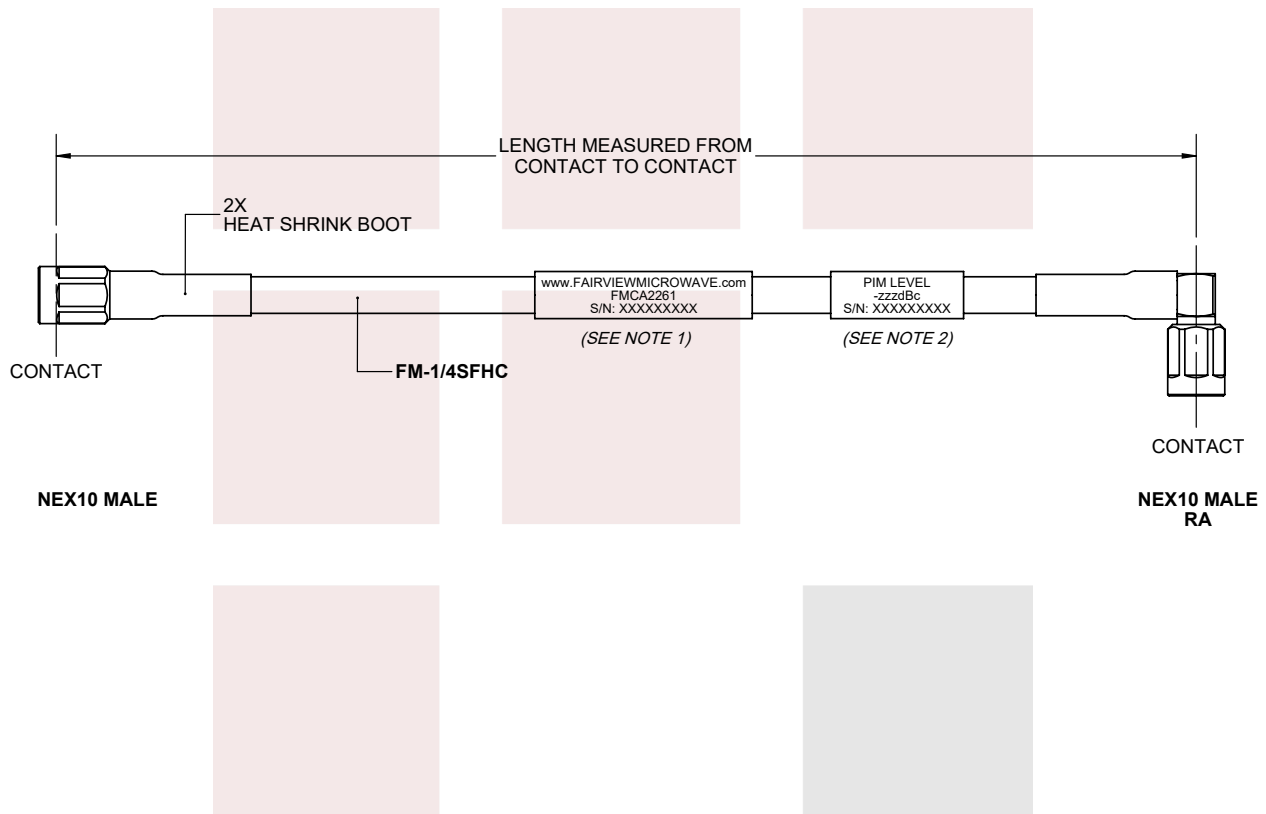 LENGTH MEASURED FROM
CONTACT TO CONTACT
2X
HEAT SHRINK BOOT
www.FAIRVIEWMICROWAVE.com
FMCA2261
S/N: XXXXXXXXX
PIM LEVEL
-zzzdBc
S/N: XXXXXXXXX
(SEE NOTE 1)
(SEE NOTE 2)
CONTACT
FM-1/4SFHC
CONTACT
NEX10 MALE
NEX10 MALE
RA